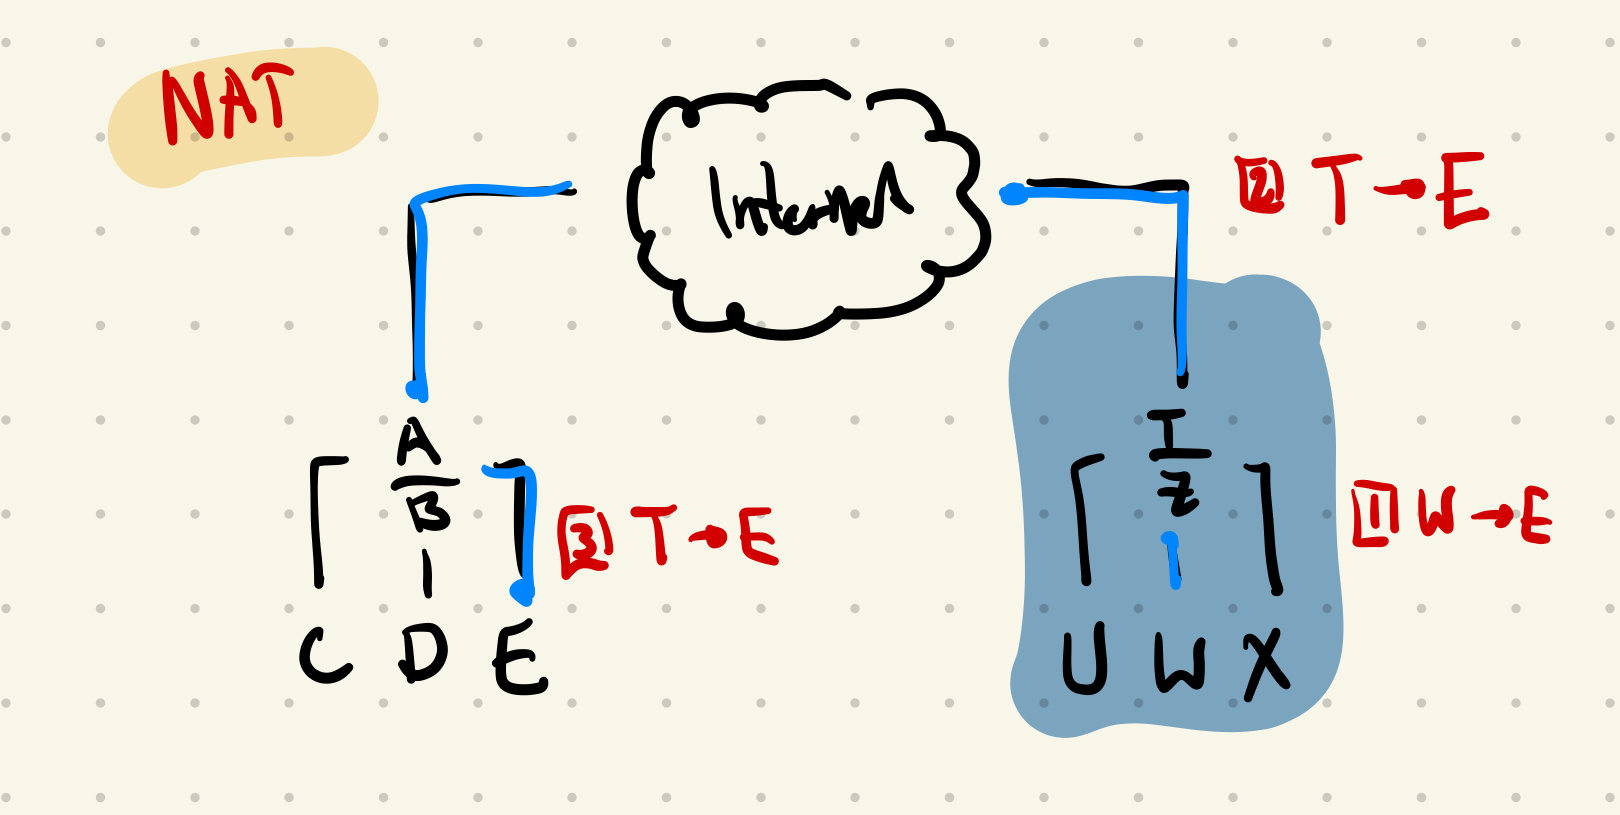 NAT
Internet
[2] T → E
A
B
T
Z
[3] T → E
[1] W → E
C D E
U W X